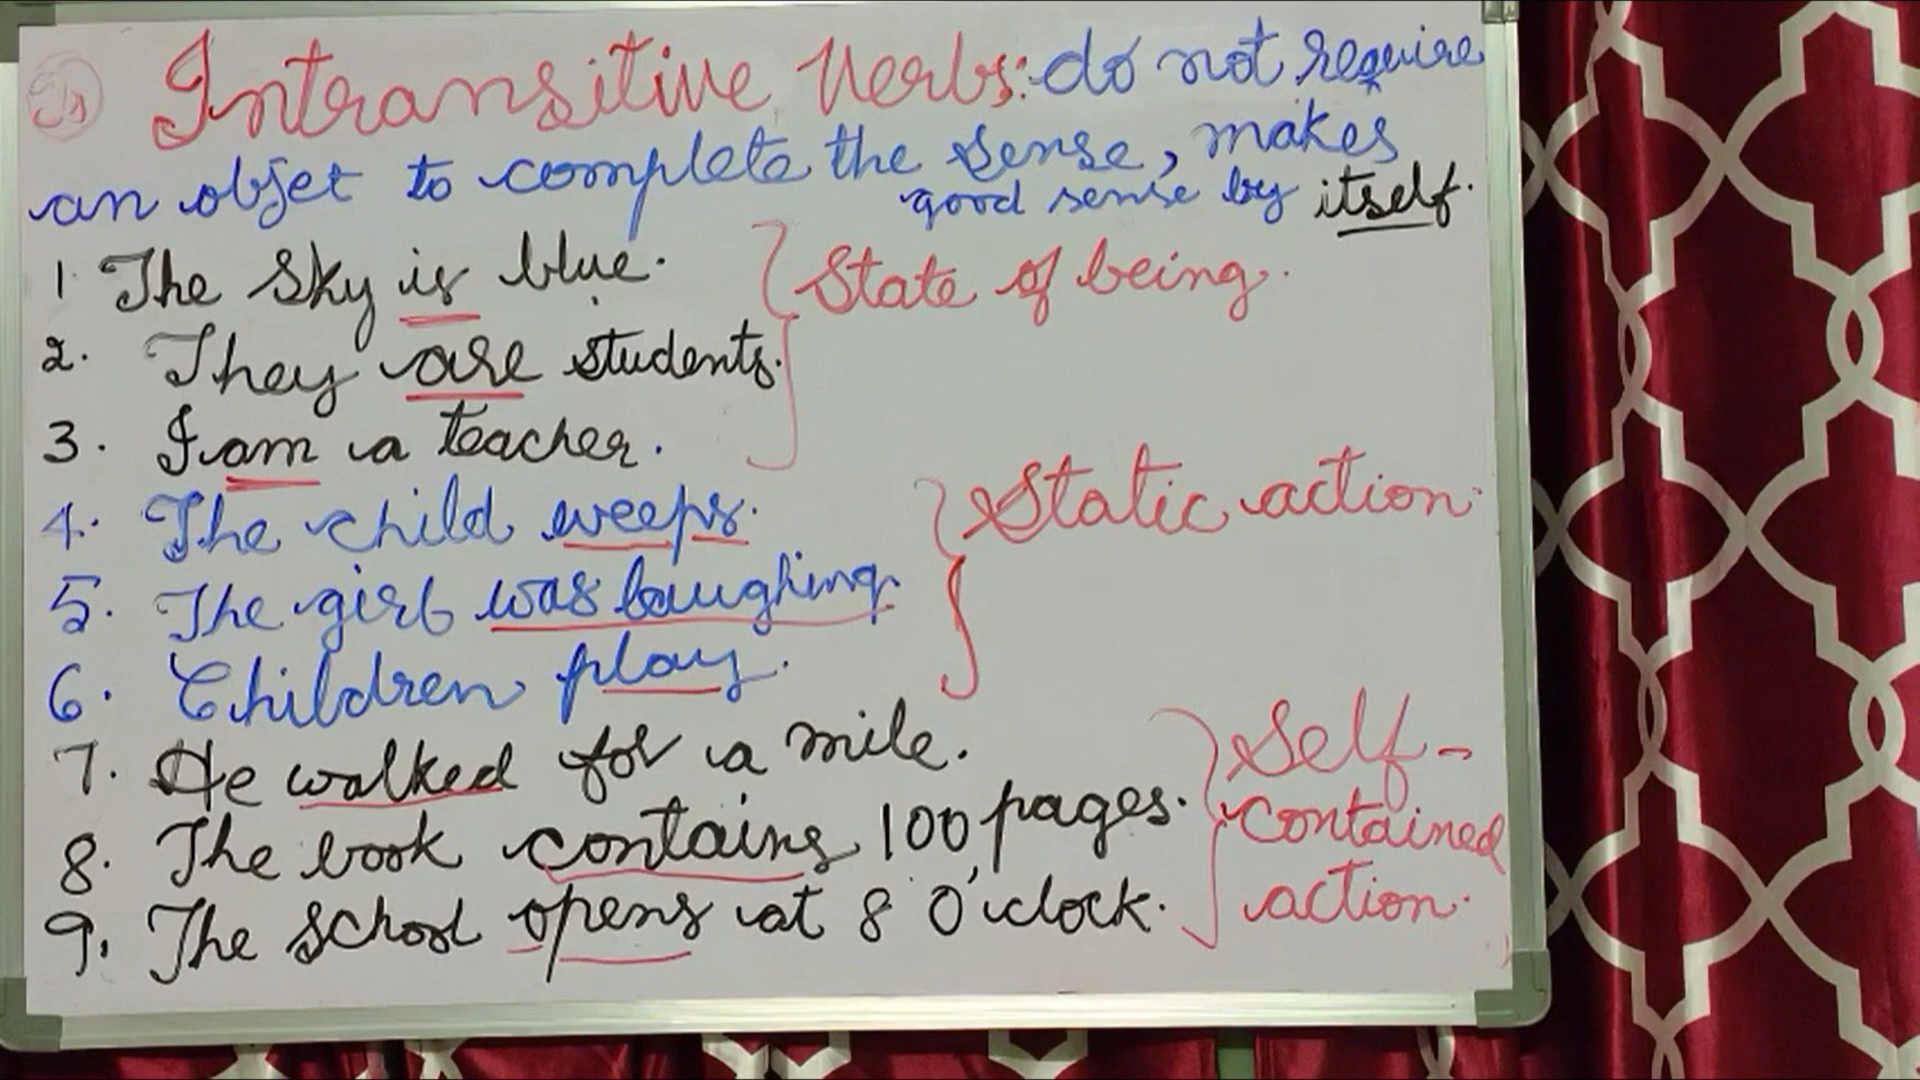 Intransitive Verbs: do not require
an objet to complete the sense, makes
good sense by itself.
1. The Sky is blue.
2. They are students.
3. I am a teacher.
State of being.
4. The child weeps.
5. The girl was laughing.
6. Children play.
Static action.
7. He walked for a mile.
8. The book contains 100 pages.
9. The school opens at 8 O'clock.
Self-
contained
action.